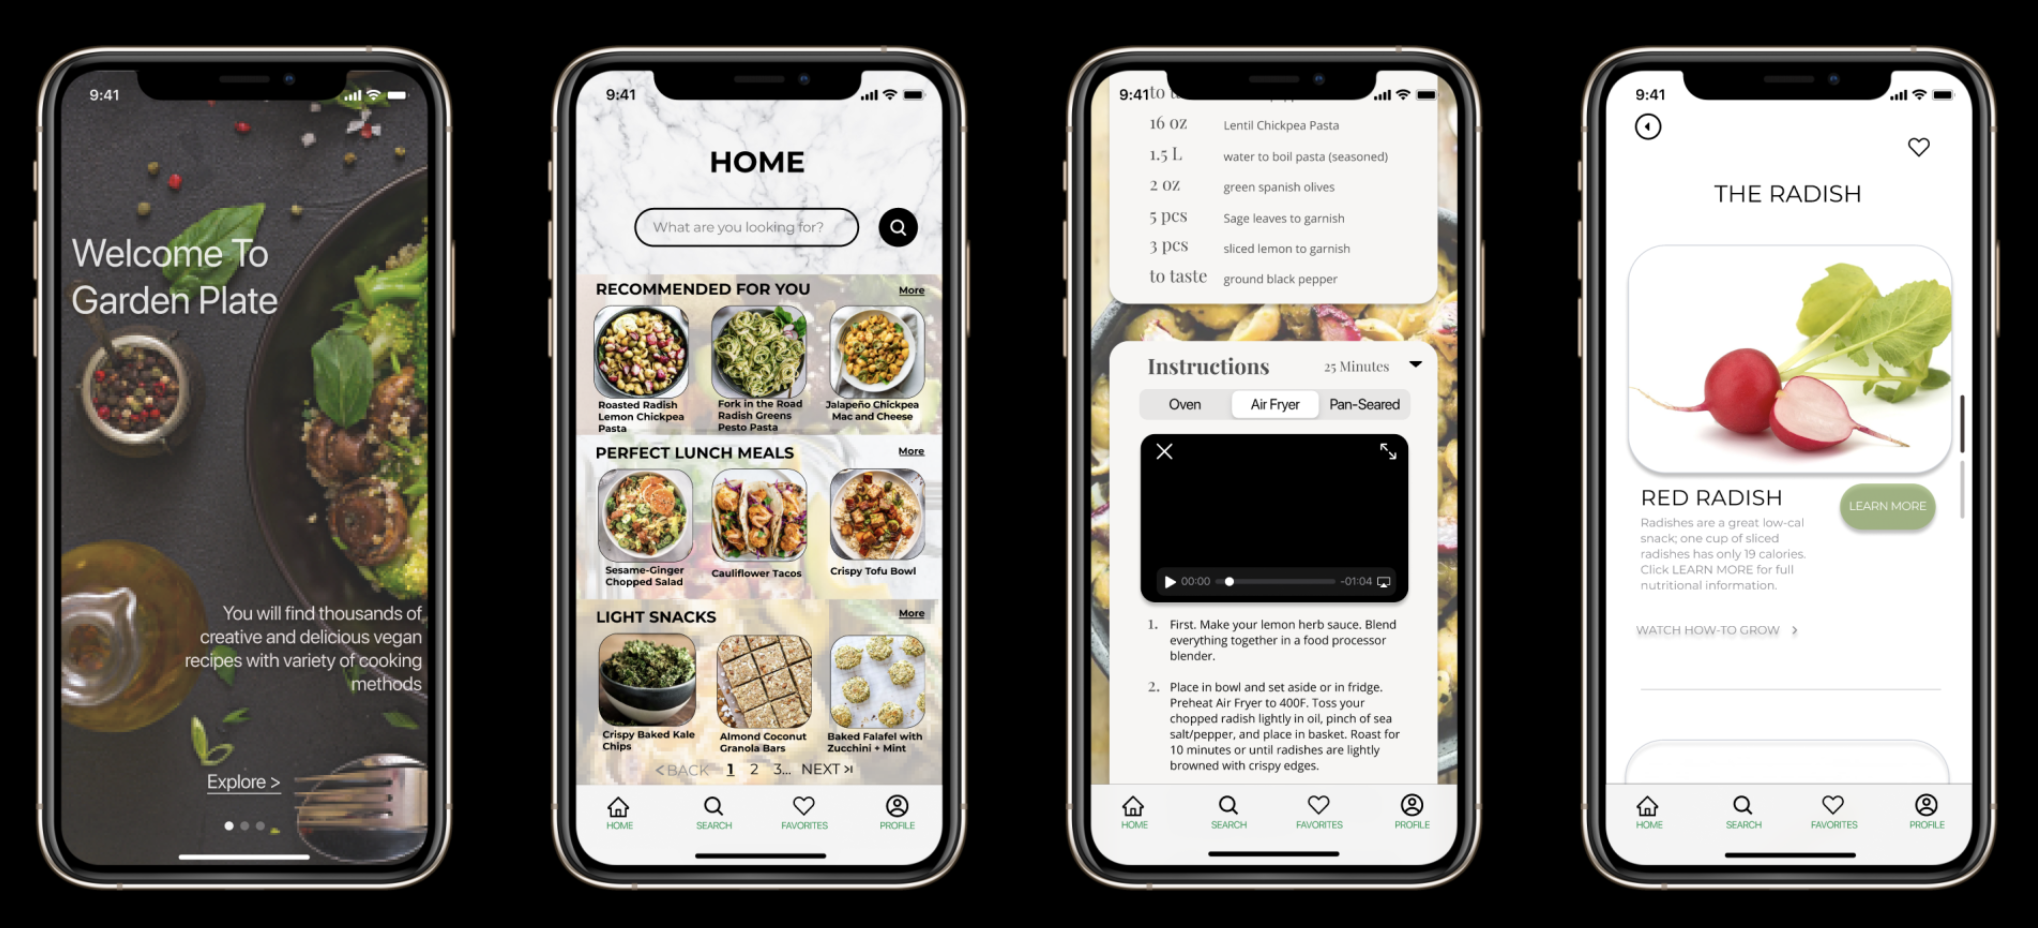 9:41
Welcome To
Garden Plate
You will find thousands of
creative and delicious vegan
recipes with variety of cooking
methods
Explore >
9:41
HOME
What are you looking for?
RECOMMENDED FOR YOU
More
Roasted Radish
Lemon Chickpea
Pasta
Fork in the Road
Radish Greens
Pesto Pasta
Jalapeño Chickpea
Mac and Cheese
PERFECT LUNCH MEALS
More
Sesame-Ginger
Chopped Salad
Cauliflower Tacos
Crispy Tofu Bowl
LIGHT SNACKS
More
Crispy Baked Kale
Chips
Almond Coconut
Granola Bars
Baked Falafel with
Zucchini + Mint
< BACK 1 2 3... NEXT >I
HOME
SEARCH
FAVORITES
PROFILE
9:41
to
16 oz Lentil Chickpea Pasta
1.5 L water to boil pasta (seasoned)
2 oz green spanish olives
5 pcs Sage leaves to garnish
3 pcs sliced lemon to garnish
to taste ground black pepper
Instructions 25 Minutes
Oven Air Fryer Pan-Seared
00:00 -01:04
1. First. Make your lemon herb sauce. Blend
everything together in a food processor
blender.
2. Place in bowl and set aside or in fridge.
Preheat Air Fryer to 400F. Toss your
chopped radish lightly in oil, pinch of sea
salt/pepper, and place in basket. Roast for
10 minutes or until radishes are lightly
browned with crispy edges.
HOME
SEARCH
FAVORITES
PROFILE
9:41
THE RADISH
RED RADISH
LEARN MORE
Radishes are a great low-cal
snack; one cup of sliced
radishes has only 19 calories.
Click LEARN MORE for full
nutritional information.
WATCH HOW-TO GROW >
HOME
SEARCH
FAVORITES
PROFILE